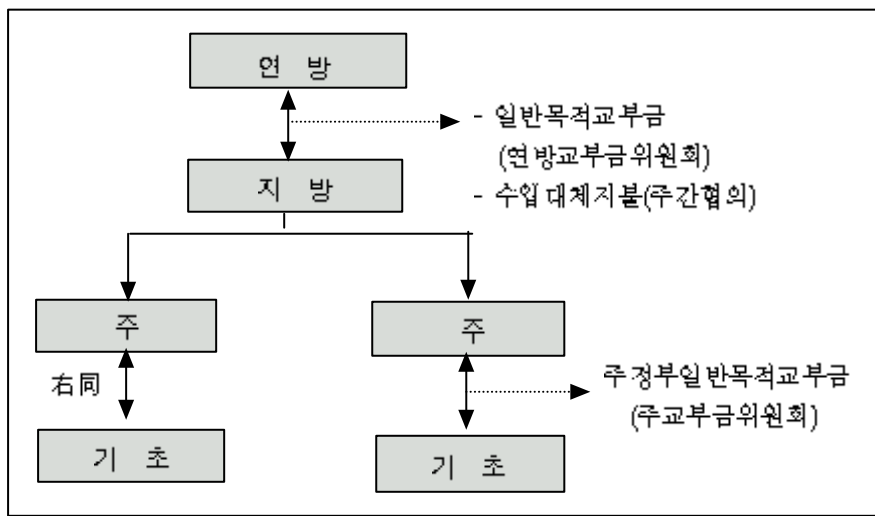 연 방
- 일반목적교부금
(연방교부금위원회)
지 방
- 수입대체지불(주간협의)
주
주
右同
주정부일반목적교부금
(주교부금위원회)
기 초
기 초